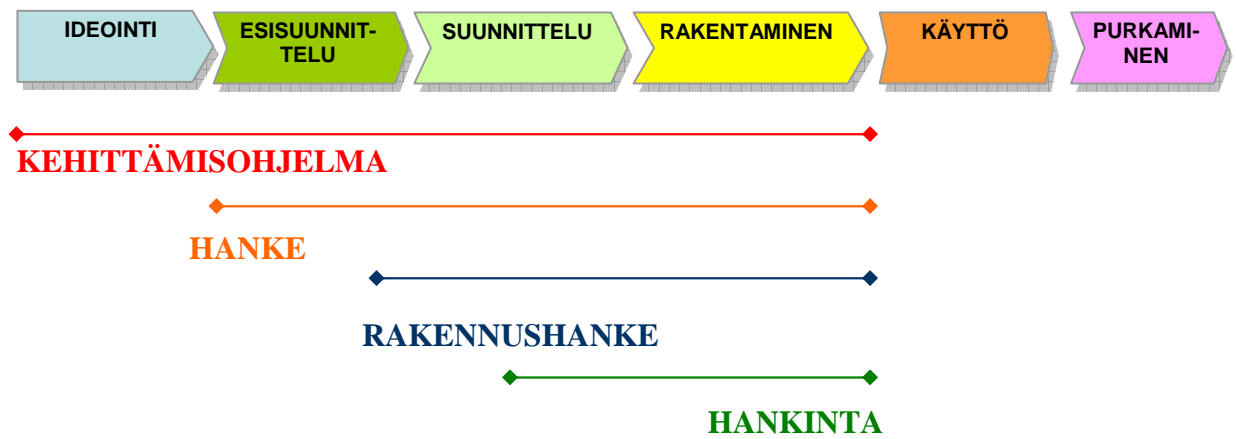 IDEOINTI
ESISUUNNIT-
TELU
SUUNNITTELU
RAKENTAMINEN
KÄYTTÖ
PURKAMI-
NEN
KEHITTÄMISOHJELMA
HANKE
RAKENNUSHANKE
HANKINTA